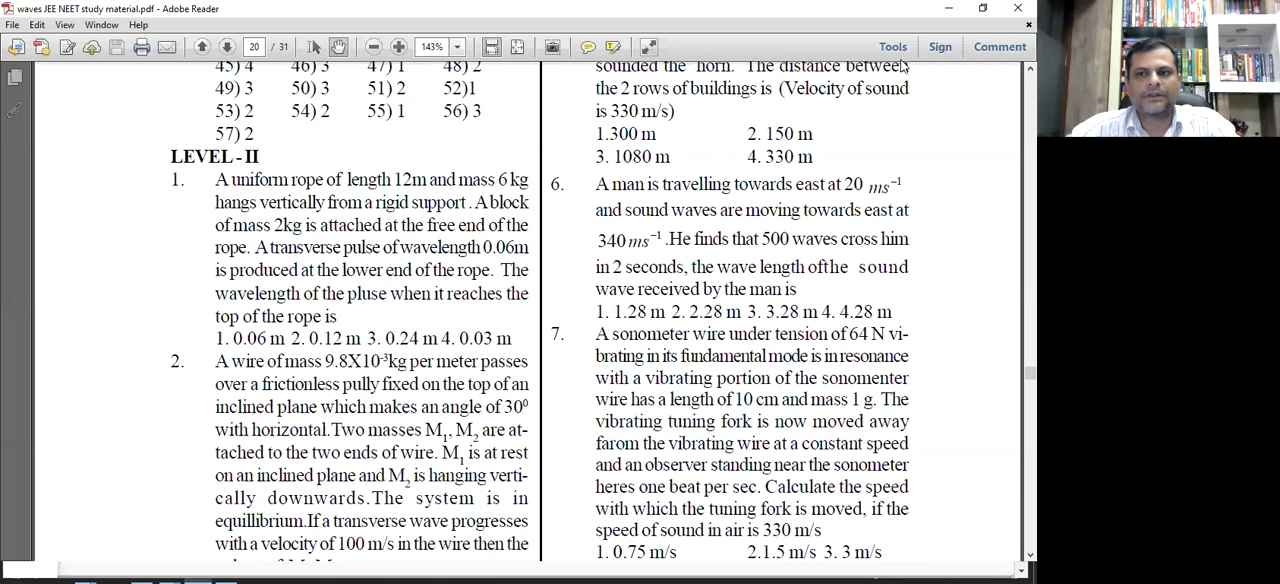 waves JEE NEET study material.pdf - Adobe Reader
File Edit View Window Help
20 / 31
143%
Tools Sign Comment
45) 4 46) 3 47) 1 48) 2
49) 3 50) 3 51) 2 52)1
53) 2 54) 2 55) 1 56) 3
57) 2
LEVEL - II
1. A uniform rope of length 12m and mass 6 kg
hangs vertically from a rigid support . A block
of mass 2kg is attached at the free end of the
rope. A transverse pulse of wavelength 0.06m
is produced at the lower end of the rope. The
wavelength of the pluse when it reaches the
top of the rope is
1. 0.06 m 2. 0.12 m 3. 0.24 m 4. 0.03 m
2. A wire of mass 9.8X10⁻³kg per meter passes
over a frictionless pully fixed on the top of an
inclined plane which makes an angle of 30⁰
with horizontal.Two masses M₁, M₂ are at-
tached to the two ends of wire. M₁ is at rest
on an inclined plane and M₂ is hanging verti-
cally downwards.The system is in
equillibrium.If a transverse wave progresses
with a velocity of 100 m/s in the wire then the
sounded the horn. The distance between
the 2 rows of buildings is (Velocity of sound
is 330 m/s)
1.300 m 2. 150 m
3. 1080 m 4. 330 m
6. A man is travelling towards east at 20 ms⁻¹
and sound waves are moving towards east at
340 ms⁻¹ .He finds that 500 waves cross him
in 2 seconds, the wave length ofthe sound
wave received by the man is
1. 1.28 m 2. 2.28 m 3. 3.28 m 4. 4.28 m
7. A sonometer wire under tension of 64 N vi-
brating in its fundamental mode is in resonance
with a vibrating portion of the sonomenter
wire has a length of 10 cm and mass 1 g. The
vibrating tuning fork is now moved away
farom the vibrating wire at a constant speed
and an observer standing near the sonometer
heres one beat per sec. Calculate the speed
with which the tuning fork is moved, if the
speed of sound in air is 330 m/s
1. 0.75 m/s 2.1.5 m/s 3. 3 m/s